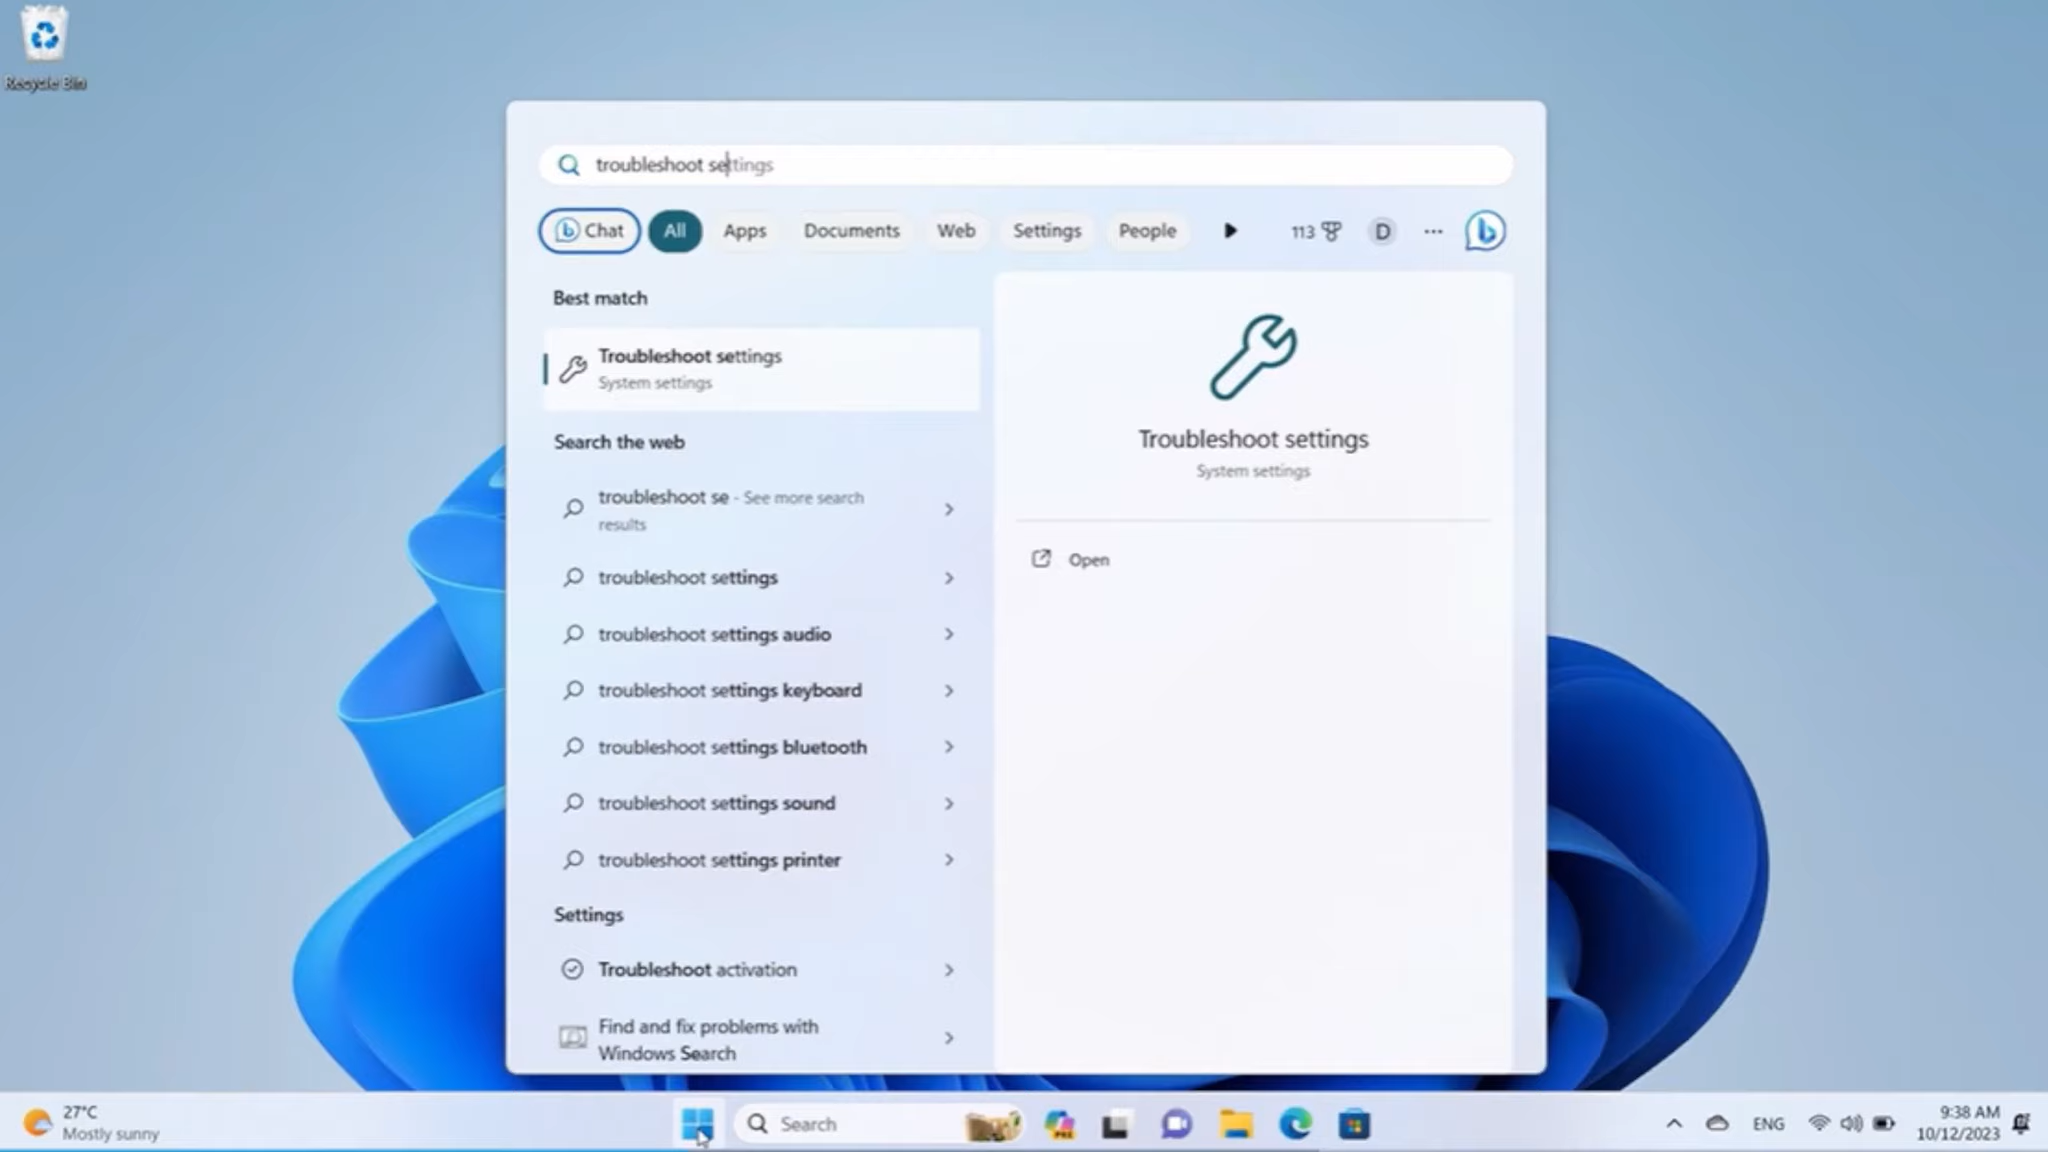 Recycle Bin
troubleshoot settings
Chat
All
Apps
Documents
Web
Settings
People
113
D
...
Best match
Troubleshoot settings
System settings
Search the web
troubleshoot se - See more search
results
troubleshoot settings
troubleshoot settings audio
troubleshoot settings keyboard
troubleshoot settings bluetooth
troubleshoot settings sound
troubleshoot settings printer
Settings
Troubleshoot activation
Find and fix problems with
Windows Search
Troubleshoot settings
System settings
Open
27°C
Mostly sunny
Search
PRE
ENG
9:38 AM
10/12/2023